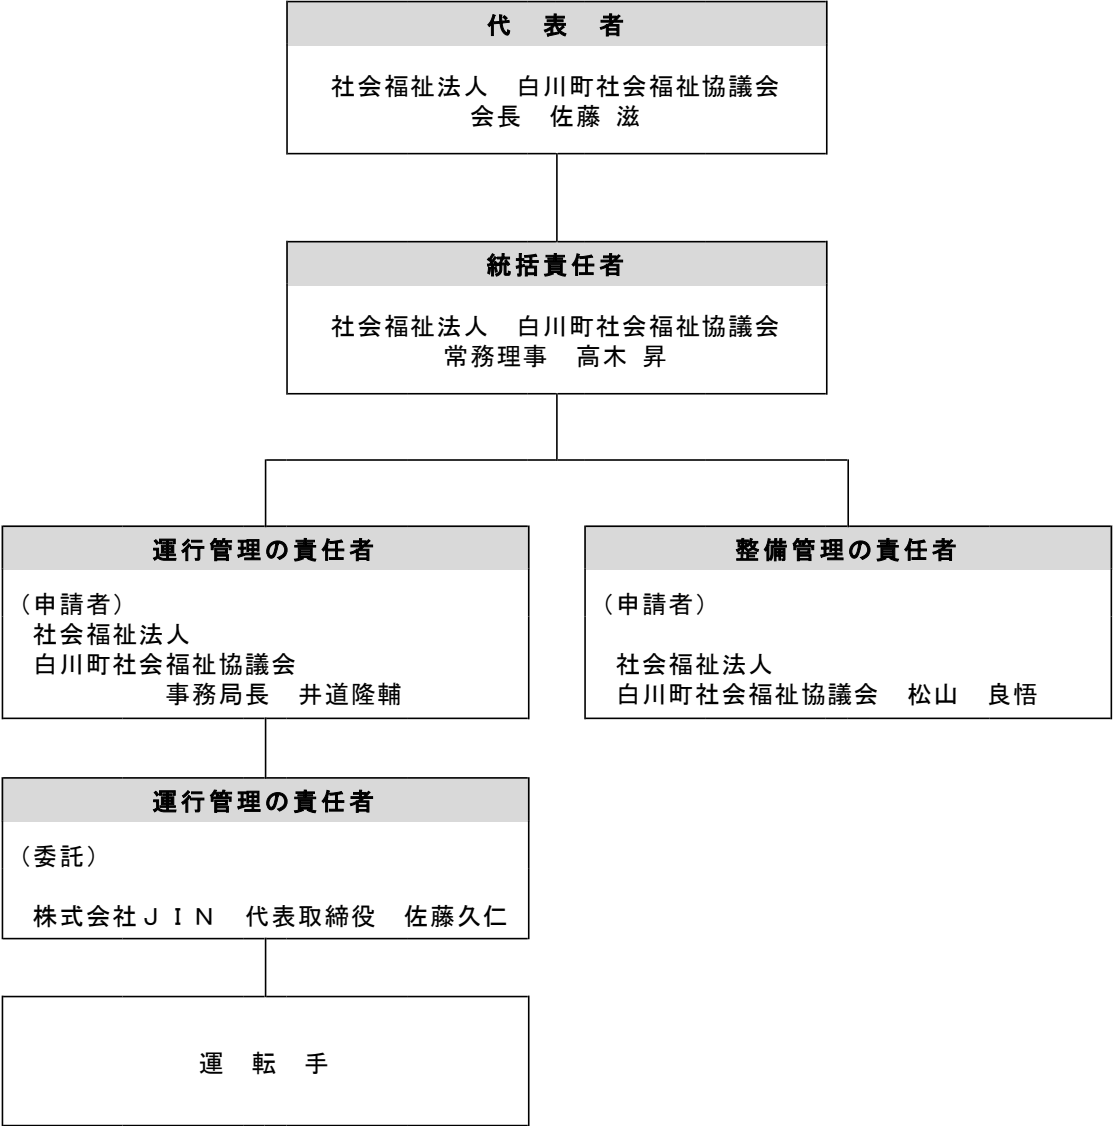 代　表　者
社会福祉法人　白川町社会福祉協議会
会長　佐藤 滋
統括責任者
社会福祉法人　白川町社会福祉協議会
常務理事　高木 昇
運行管理の責任者
（申請者）
社会福祉法人
白川町社会福祉協議会
事務局長　井道隆輔
整備管理の責任者
（申請者）
社会福祉法人
白川町社会福祉協議会　松山　良悟
運行管理の責任者
（委託）
株式会社ＪＩＮ　代表取締役　佐藤久仁
運　転　手